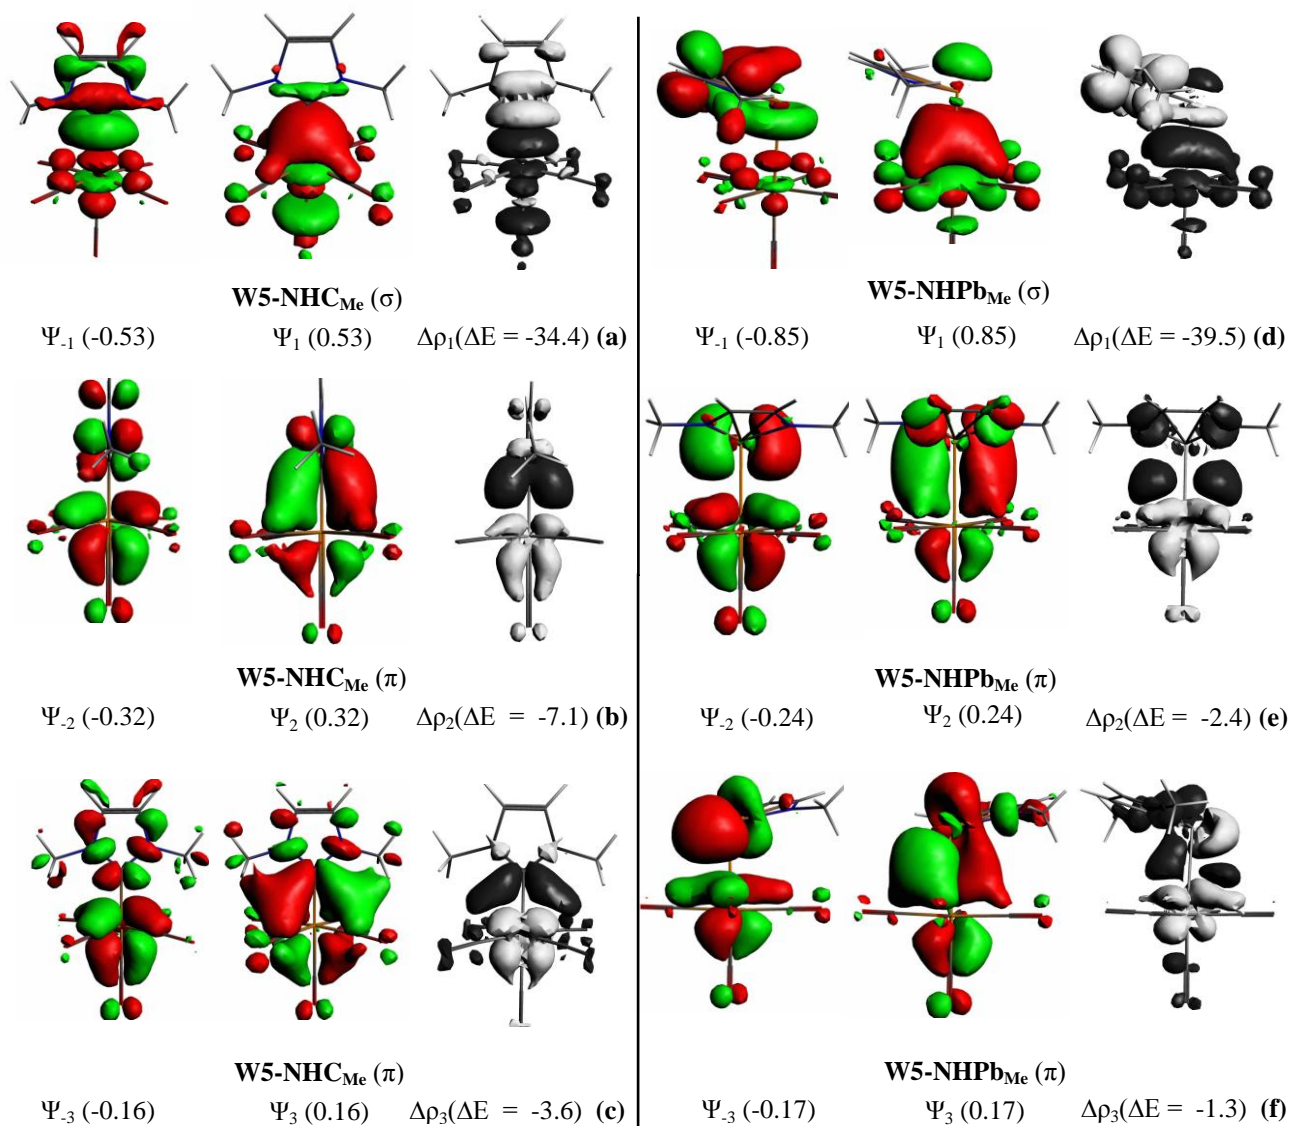 W5-NHC_Me (σ)
Ψ_-1 (-0.53) Ψ_1 (0.53) Δρ_1(ΔE = -34.4) (a)
W5-NHPb_Me (σ)
Ψ_-1 (-0.85) Ψ_1 (0.85) Δρ_1(ΔE = -39.5) (d)
W5-NHC_Me (π)
Ψ_-2 (-0.32) Ψ_2 (0.32) Δρ_2(ΔE = -7.1) (b)
W5-NHPb_Me (π)
Ψ_-2 (-0.24) Ψ_2 (0.24) Δρ_2(ΔE = -2.4) (e)
W5-NHC_Me (π)
Ψ_-3 (-0.16) Ψ_3 (0.16) Δρ_3(ΔE = -3.6) (c)
W5-NHPb_Me (π)
Ψ_-3 (-0.17) Ψ_3 (0.17) Δρ_3(ΔE = -1.3) (f)